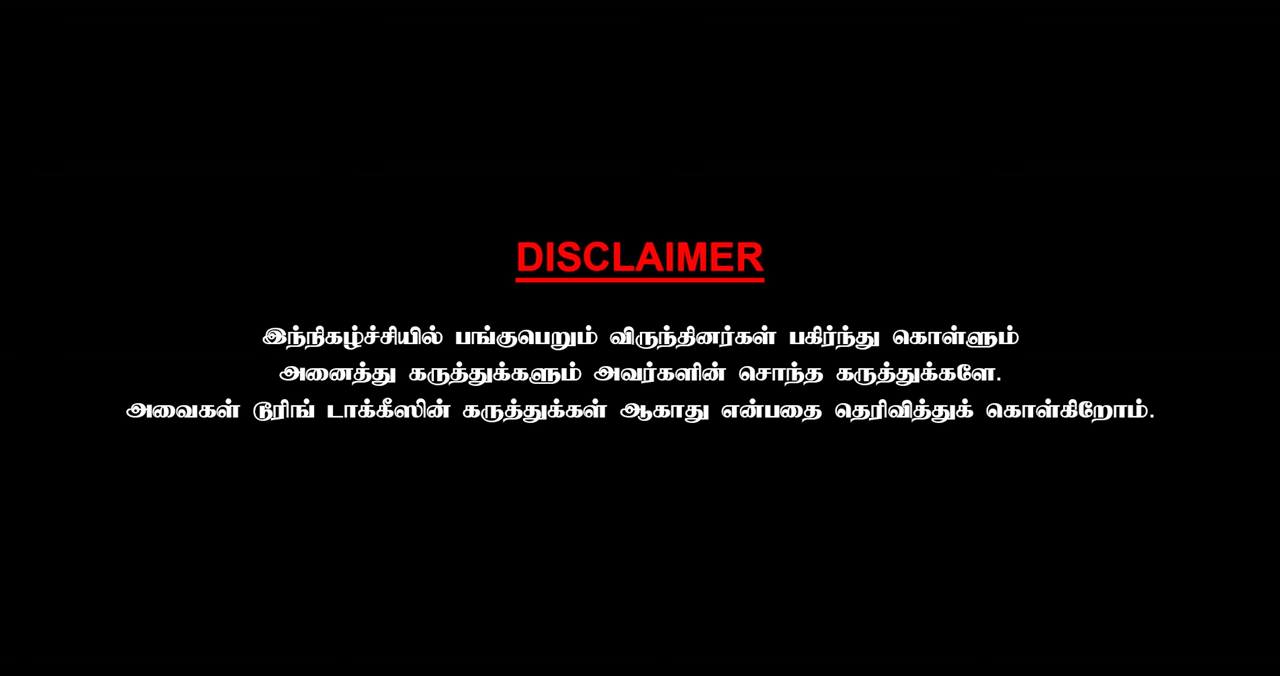 DISCLAIMER
இந்நிகழ்ச்சியில் பங்குபெறும் விருந்தினர்கள் பகிர்ந்து கொள்ளும்
அனைத்து கருத்துக்களும் அவர்களின் சொந்த கருத்துக்களே.
அவைகள் டூரிங் டாக்கீஸின் கருத்துக்கள் ஆகாது என்பதை தெரிவித்துக் கொள்கிறோம்.